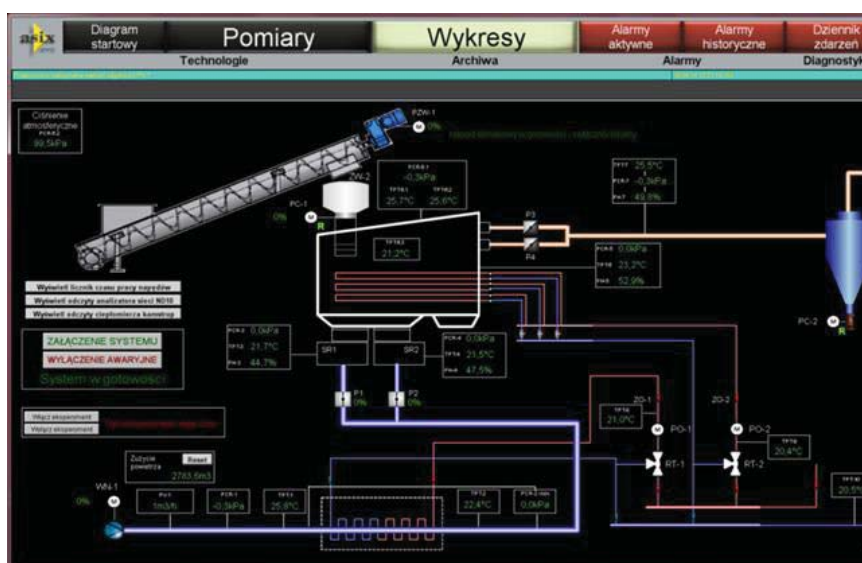 asix
Diagram
startowy
Pomiary
Wykresy
Alarmy
aktywne
Alarmy
historyczne
Dziennik
zdarzeń
Technologie
Archiwa
Alarmy
Diagnostyk
Ciśnienie
atmosferyczne
99,5kPa
PZW-1
0%
ZW-2
PC-1
0%
R
-0,3kPa
25,7°C
25,6°C
21,2°C
P3
P4
25,5°C
-0,3kPa
49,8%
0,0kPa
23,2°C
52,9%
PC-2
R
Wyświetl licznik czasu pracy napędów
Wyświetl odczyty analizatora sieci ND10
Wyświetl odczyty ciepłomierza kamstrup
ZAŁĄCZENIE SYSTEMU
WYŁĄCZENIE AWARYJNE
System w gotowości
0,0kPa
21,7°C
44,7%
SR1
SR2
0,0kPa
21,5°C
47,5%
P1
0%
P2
0%
Włącz eksperyment
Wyłącz eksperyment
Zużycie
powietrza
Reset
WN-1
0%
1m3/h
-0,3kPa
25,8°C
22,4°C
0,0kPa
ZO-1
ZO-2
21,0°C
PO-1
PO-2
RT-1
RT-2
20,4°C
20,5°